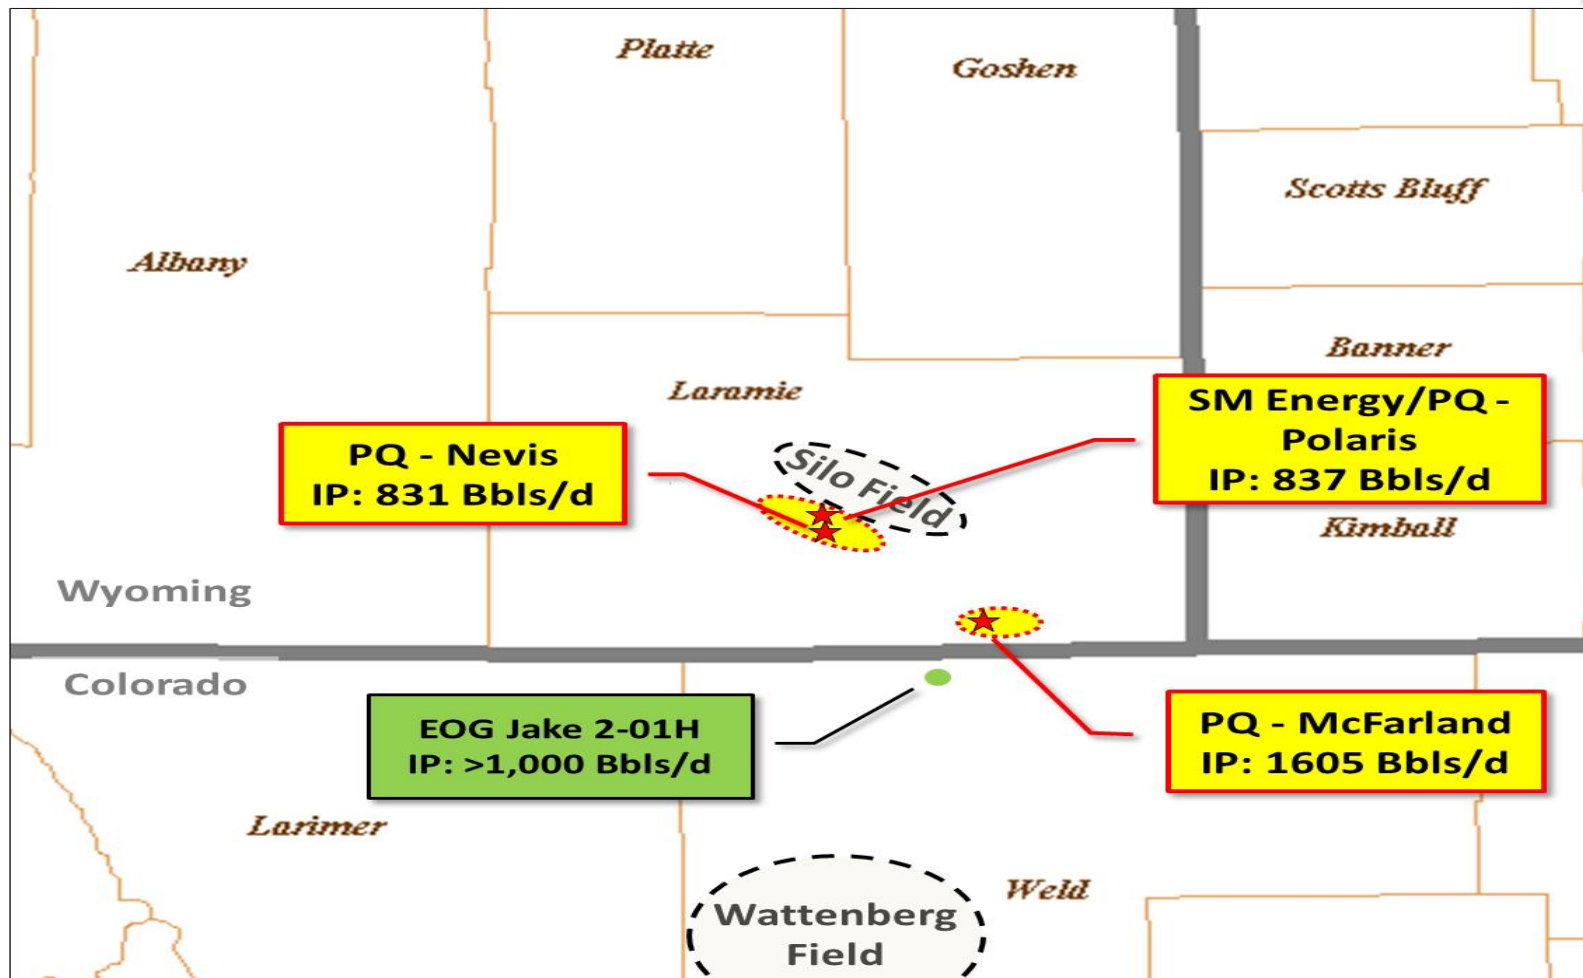 Platte
Goshen
Scotts Bluff
Albany
Banner
Laramie
SM Energy/PQ -
Polaris
IP: 837 Bbls/d
PQ - Nevis
IP: 831 Bbls/d
Silo Field
Kimball
Wyoming
Colorado
EOG Jake 2-01H
IP: >1,000 Bbls/d
PQ - McFarland
IP: 1605 Bbls/d
Larimer
Weld
Wattenberg
Field